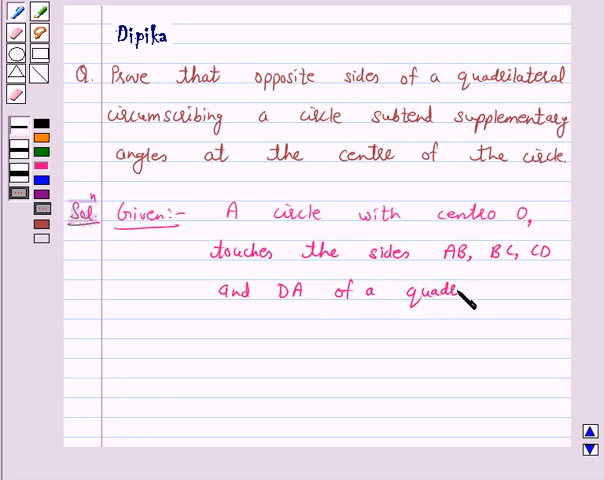 Dipika
Q. Prove that opposite sides of a quadrilateral
circumscribing a circle subtend supplementary
angles at the centre of the circle.
Solⁿ. Given:- A circle with centre O,
touches the sides AB, BC, CD
and DA of a quadr